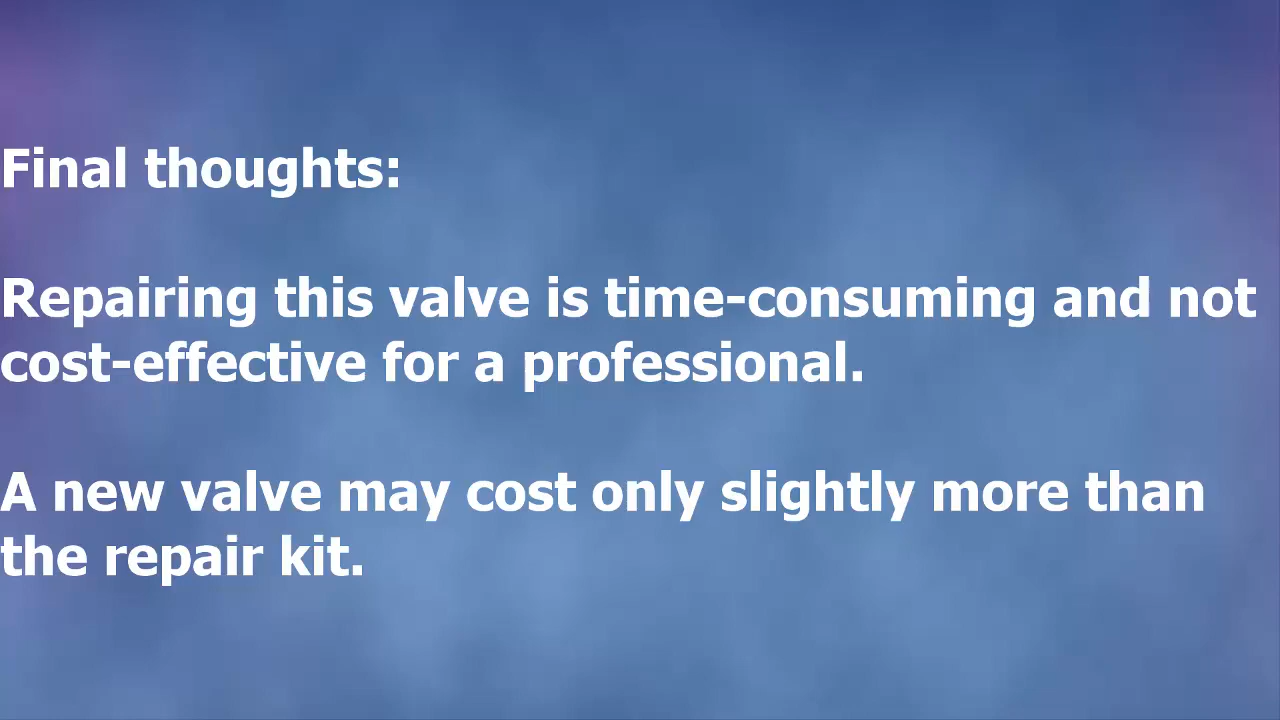 Final thoughts:
Repairing this valve is time-consuming and not
cost-effective for a professional.
A new valve may cost only slightly more than
the repair kit.